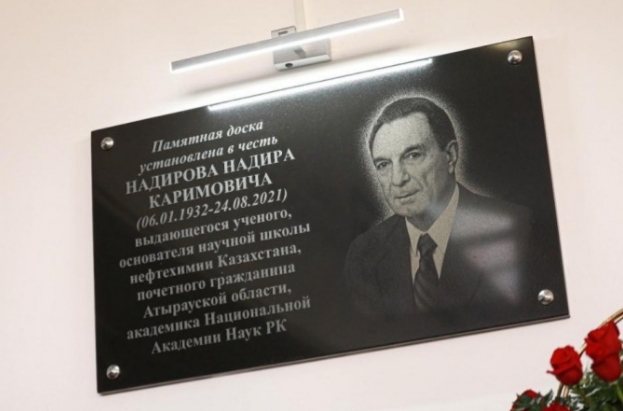 Памятная доска
установлена в честь
НАДИРОВА НАДИРА
КАРИМОВИЧА
(06.01.1932-24.08.2021)
выдающегося ученого,
основателя научной школы
нефтехимии Казахстана,
почетного гражданина
Атырауской области,
академика Национальной
Академии Наук РК